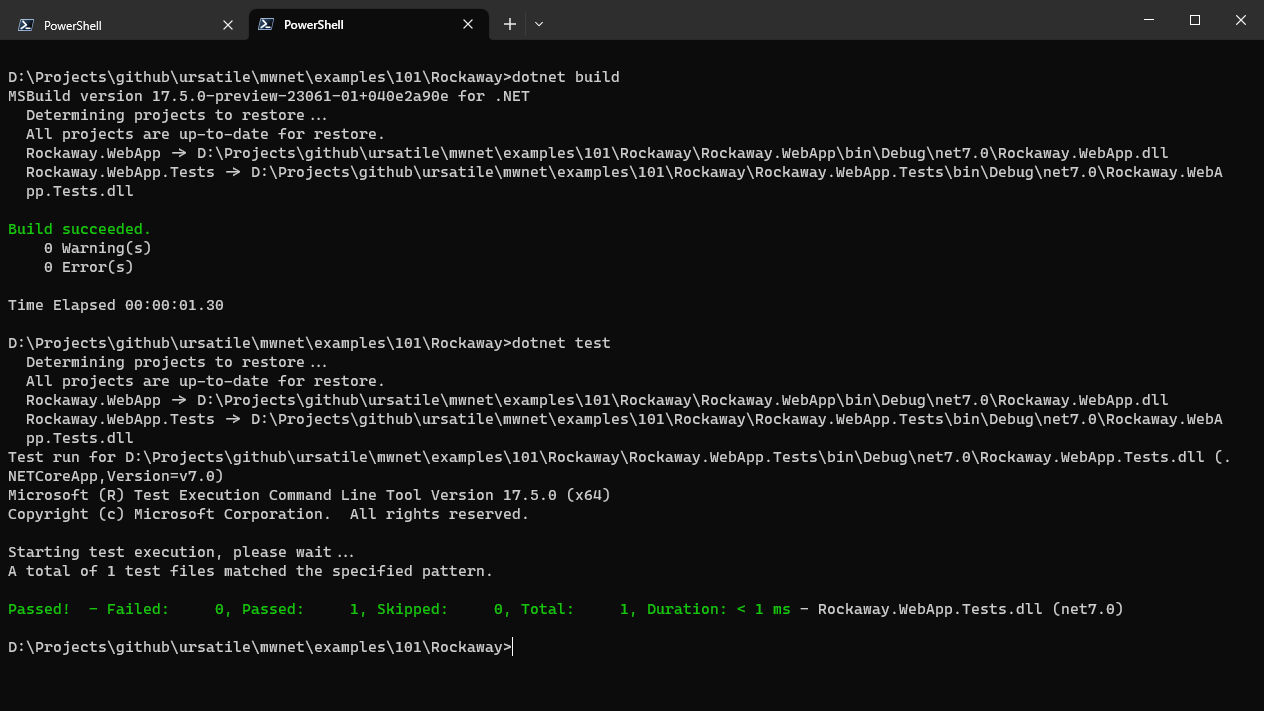 PowerShell
PowerShell
D:\Projects\github\ursatile\mwnet\examples\101\Rockaway>dotnet build
MSBuild version 17.5.0-preview-23061-01+040e2a90e for .NET
  Determining projects to restore...
  All projects are up-to-date for restore.
  Rockaway.WebApp -> D:\Projects\github\ursatile\mwnet\examples\101\Rockaway\Rockaway.WebApp\bin\Debug\net7.0\Rockaway.WebApp.dll
  Rockaway.WebApp.Tests -> D:\Projects\github\ursatile\mwnet\examples\101\Rockaway\Rockaway.WebApp.Tests\bin\Debug\net7.0\Rockaway.WebA
  pp.Tests.dll
Build succeeded.
    0 Warning(s)
    0 Error(s)
Time Elapsed 00:00:01.30
D:\Projects\github\ursatile\mwnet\examples\101\Rockaway>dotnet test
  Determining projects to restore...
  All projects are up-to-date for restore.
  Rockaway.WebApp -> D:\Projects\github\ursatile\mwnet\examples\101\Rockaway\Rockaway.WebApp\bin\Debug\net7.0\Rockaway.WebApp.dll
  Rockaway.WebApp.Tests -> D:\Projects\github\ursatile\mwnet\examples\101\Rockaway\Rockaway.WebApp.Tests\bin\Debug\net7.0\Rockaway.WebA
  pp.Tests.dll
Test run for D:\Projects\github\ursatile\mwnet\examples\101\Rockaway\Rockaway.WebApp.Tests\bin\Debug\net7.0\Rockaway.WebApp.Tests.dll (.
NETCoreApp,Version=v7.0)
Microsoft (R) Test Execution Command Line Tool Version 17.5.0 (x64)
Copyright (c) Microsoft Corporation.  All rights reserved.
Starting test execution, please wait...
A total of 1 test files matched the specified pattern.
Passed!  - Failed:     0, Passed:     1, Skipped:     0, Total:     1, Duration: < 1 ms - Rockaway.WebApp.Tests.dll (net7.0)
D:\Projects\github\ursatile\mwnet\examples\101\Rockaway>